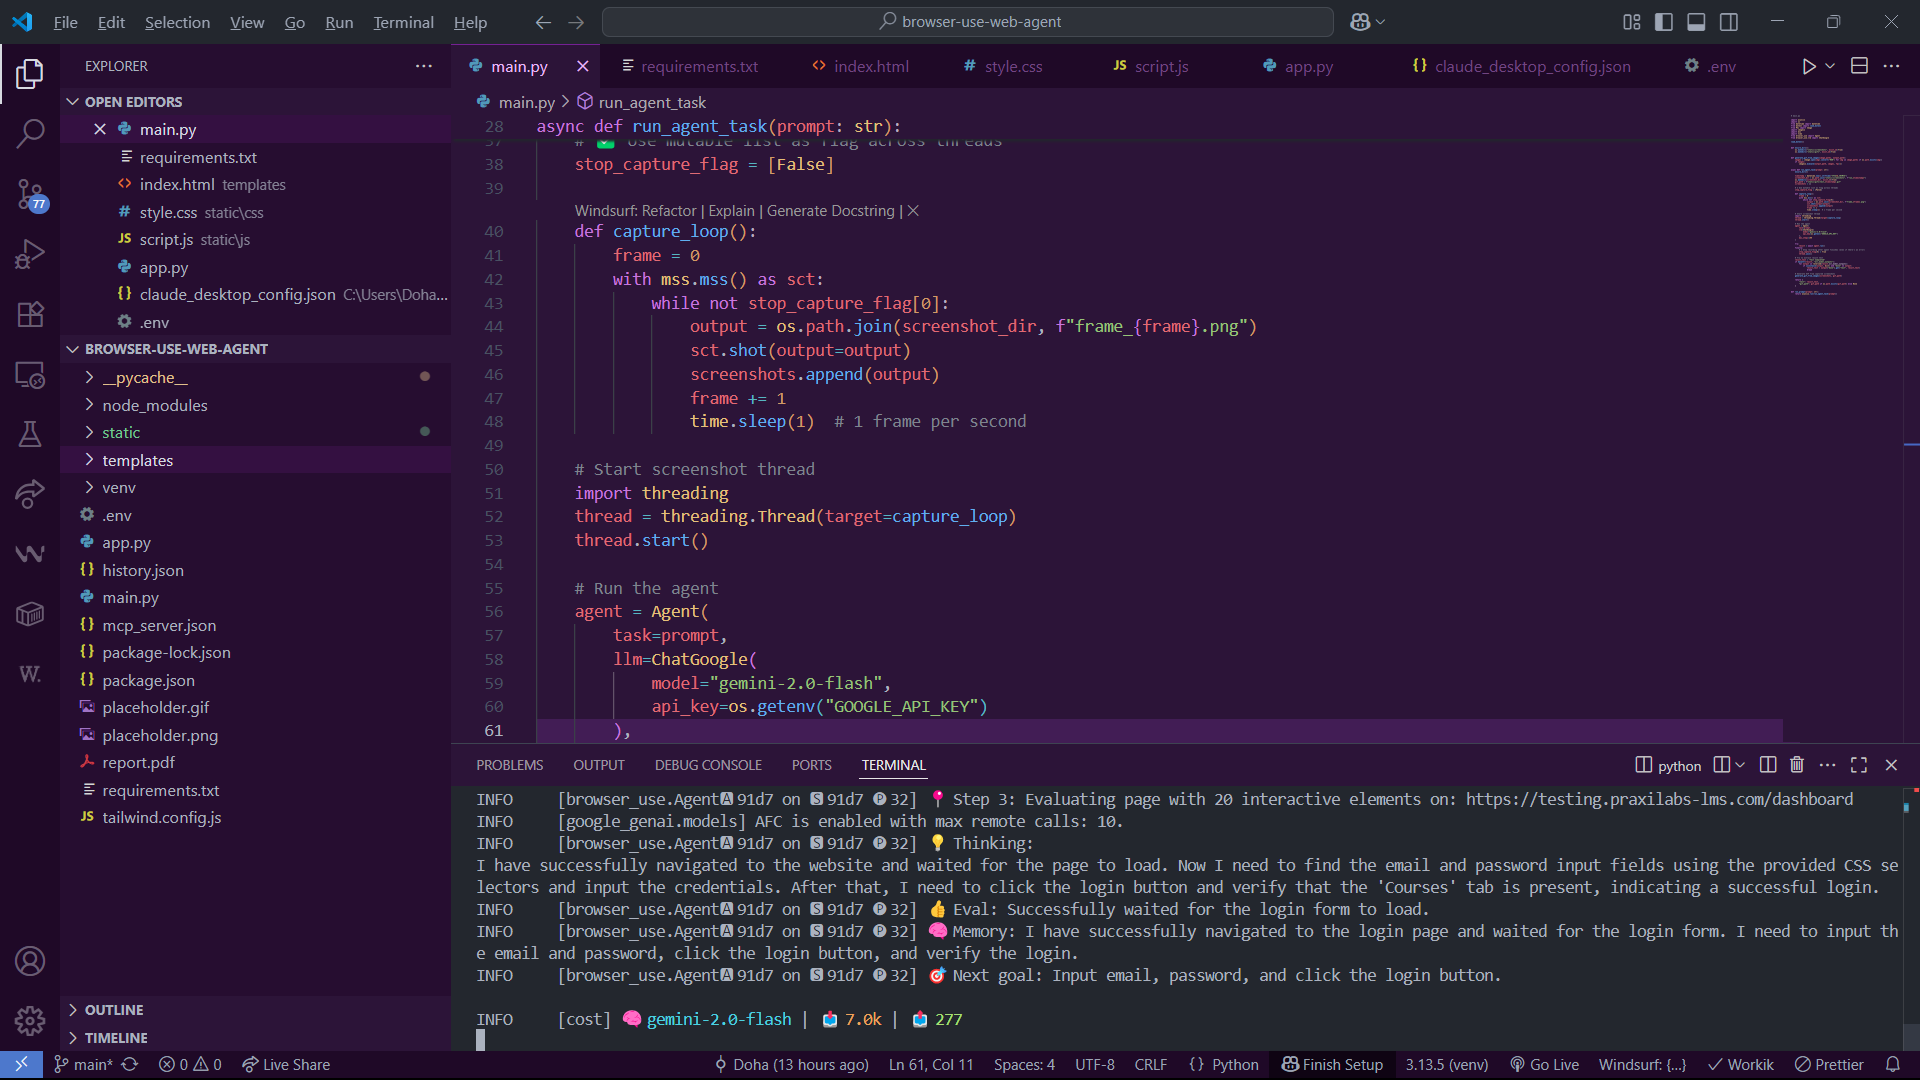 File Edit Selection View Go Run Terminal Help
browser-use-web-agent
EXPLORER
OPEN EDITORS
main.py
requirements.txt
index.html templates
style.css static\css
script.js static\js
app.py
claude_desktop_config.json C:\Users\Doha...
.env
BROWSER-USE-WEB-AGENT
__pycache__
node_modules
static
templates
venv
.env
app.py
history.json
main.py
mcp_server.json
package-lock.json
package.json
placeholder.gif
placeholder.png
report.pdf
requirements.txt
tailwind.config.js
OUTLINE
TIMELINE
77
main.py requirements.txt index.html style.css script.js app.py claude_desktop_config.json .env
main.py > run_agent_task
28 async def run_agent_task(prompt: str):
37 # ✅ Use mutable list as flag across threads
38 stop_capture_flag = [False]
39
Windsurf: Refactor | Explain | Generate Docstring | ×
40 def capture_loop():
41 frame = 0
42 with mss.mss() as sct:
43 while not stop_capture_flag[0]:
44 output = os.path.join(screenshot_dir, f"frame_{frame}.png")
45 sct.shot(output=output)
46 screenshots.append(output)
47 frame += 1
48 time.sleep(1)  # 1 frame per second
49
50 # Start screenshot thread
51 import threading
52 thread = threading.Thread(target=capture_loop)
53 thread.start()
54
55 # Run the agent
56 agent = Agent(
57 task=prompt,
58 llm=ChatGoogle(
59 model="gemini-2.0-flash",
60 api_key=os.getenv("GOOGLE_API_KEY")
61 ),
PROBLEMS OUTPUT DEBUG CONSOLE PORTS TERMINAL
python
INFO [browser_use.Agent🅰 91d7 on 🆂 91d7 🅟 32] 📍 Step 3: Evaluating page with 20 interactive elements on: https://testing.praxilabs-lms.com/dashboard
INFO [google_genai.models] AFC is enabled with max remote calls: 10.
INFO [browser_use.Agent🅰 91d7 on 🆂 91d7 🅟 32] 💡 Thinking:
I have successfully navigated to the website and waited for the page to load. Now I need to find the email and password input fields using the provided CSS se
lectors and input the credentials. After that, I need to click the login button and verify that the 'Courses' tab is present, indicating a successful login.
INFO [browser_use.Agent🅰 91d7 on 🆂 91d7 🅟 32] 👍 Eval: Successfully waited for the login form to load.
INFO [browser_use.Agent🅰 91d7 on 🆂 91d7 🅟 32] 🧠 Memory: I have successfully navigated to the login page and waited for the login form. I need to input th
e email and password, click the login button, and verify the login.
INFO [browser_use.Agent🅰 91d7 on 🆂 91d7 🅟 32] 🎯 Next goal: Input email, password, and click the login button.
INFO [cost] 🧠 gemini-2.0-flash | 📥 7.0k | 📤 277
main* 0 0 Live Share Doha (13 hours ago) Ln 61, Col 11 Spaces: 4 UTF-8 CRLF {} Python Finish Setup 3.13.5 (venv) Go Live Windsurf: {...} Workik Prettier